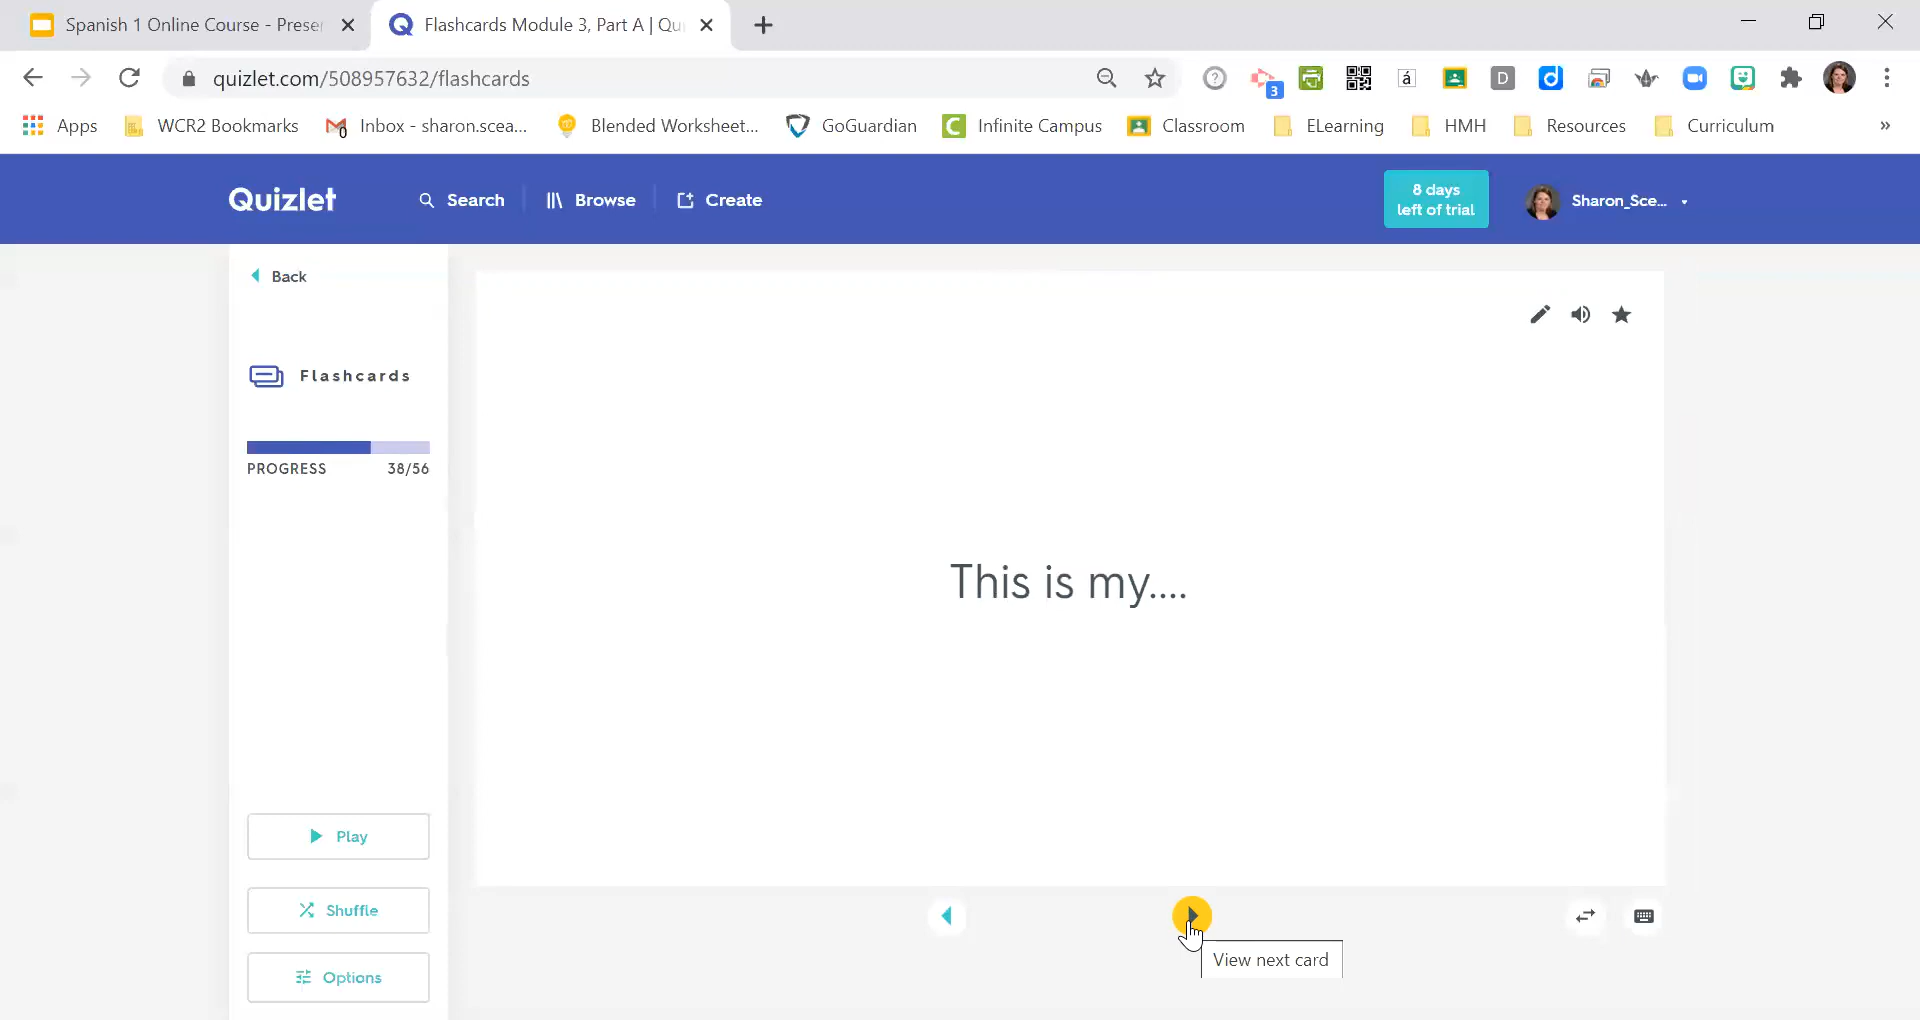 Spanish 1 Online Course - Preser
Flashcards Module 3, Part A | Qui
quizlet.com/508957632/flashcards
3
á
D
Apps
WCR2 Bookmarks
Inbox - sharon.scea...
Blended Worksheet...
GoGuardian
Infinite Campus
Classroom
ELearning
HMH
Resources
Curriculum
»
Quizlet
Search
Browse
Create
8 days
left of trial
Sharon_Sce...
Back
Flashcards
PROGRESS 38/56
This is my....
Play
Shuffle
Options
View next card